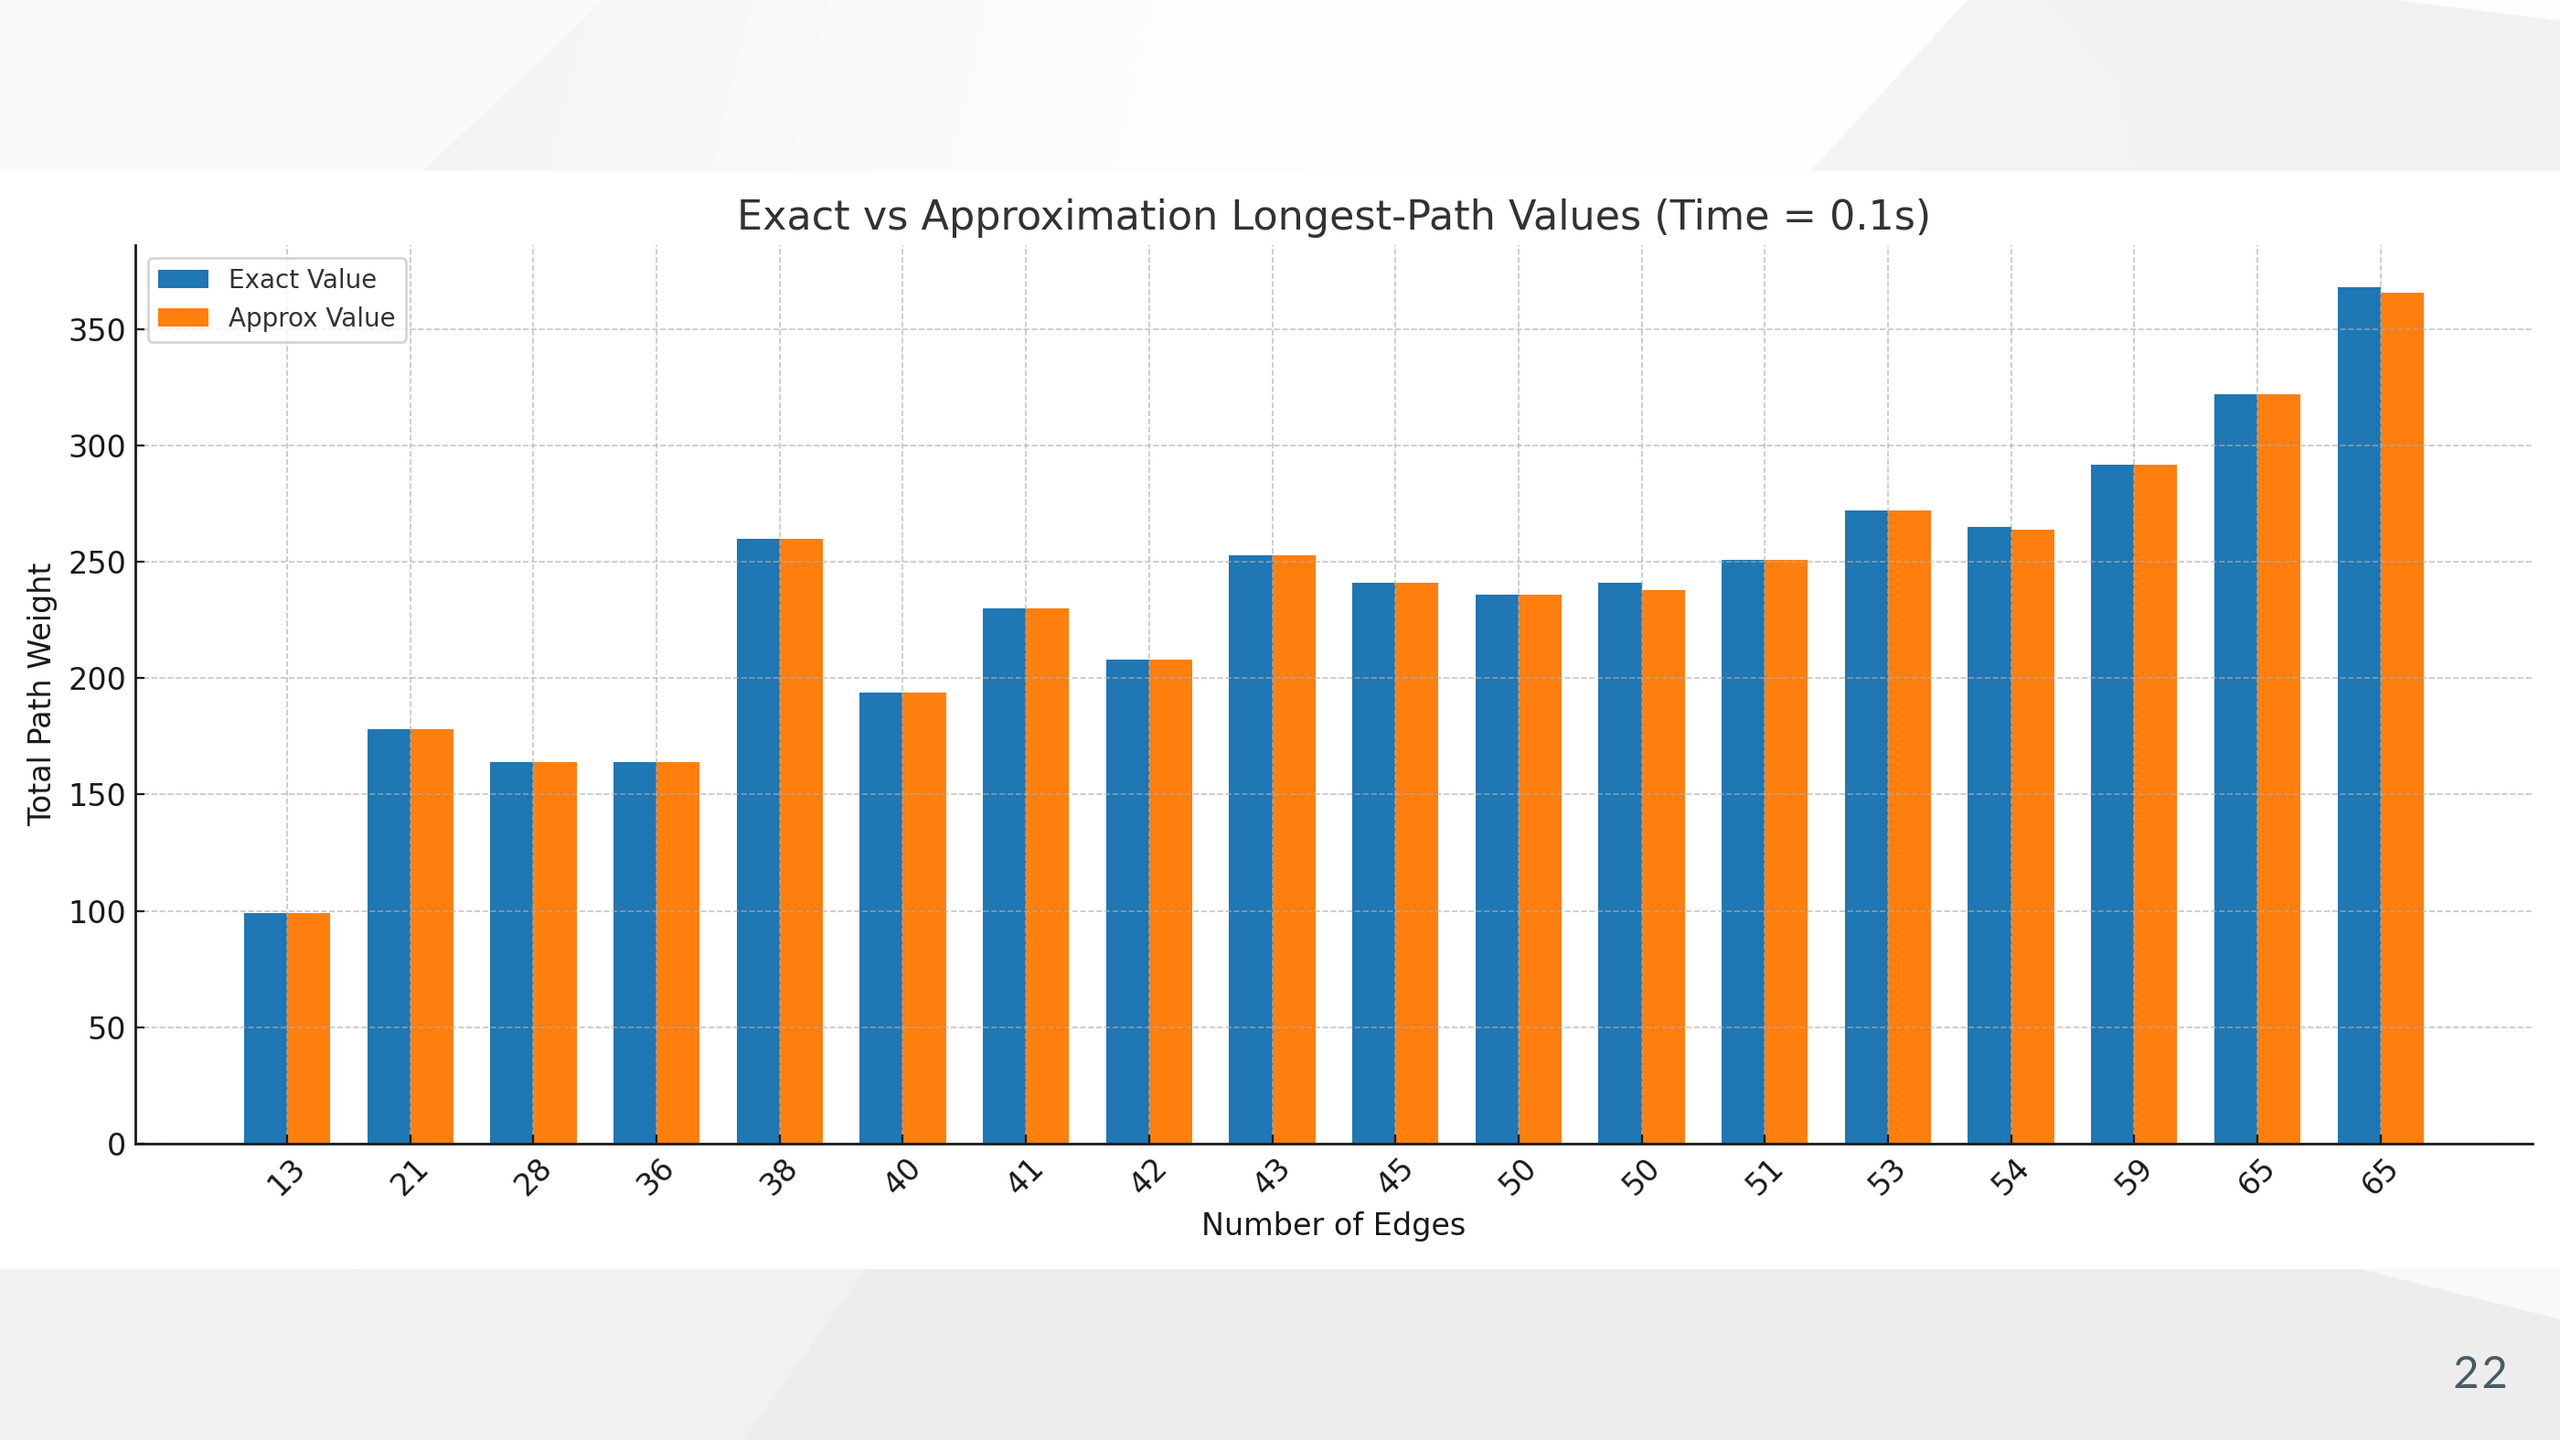 Exact vs Approximation Longest-Path Values (Time = 0.1s)
Exact Value
Approx Value
Total Path Weight
350
300
250
200
150
100
50
0
13 21 28 36 38 40 41 42 43 45 50 50 51 53 54 59 65 65
Number of Edges
22